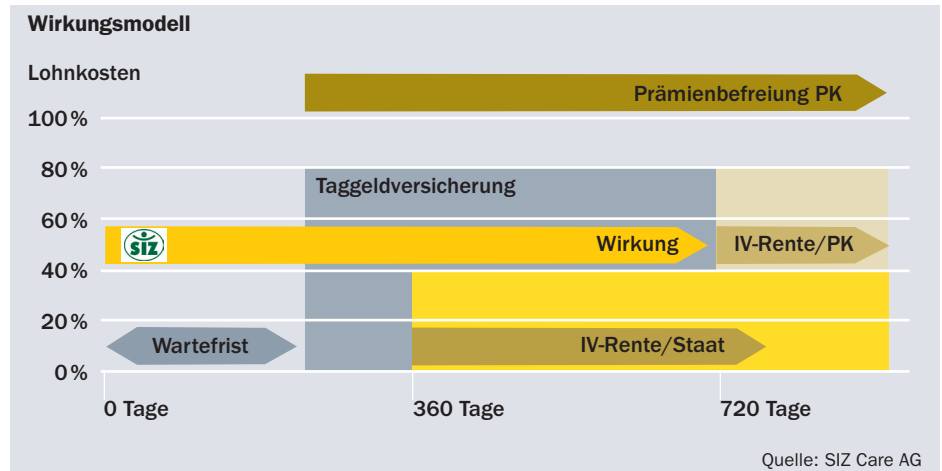 Wirkungsmodell
Lohnkosten
Prämienbefreiung PK
100 %
80 %
Taggeldversicherung
60 %
SIZ
Wirkung
IV-Rente/PK
40 %
20 %
Wartefrist
IV-Rente/Staat
0 %
0 Tage
360 Tage
720 Tage
Quelle: SIZ Care AG